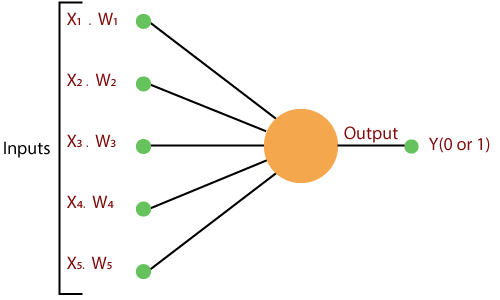 X₁ . W₁
X₂ . W₂
Inputs
X₃ . W₃
X₄. W₄
X₅. W₅
Output
Y(0 or 1)